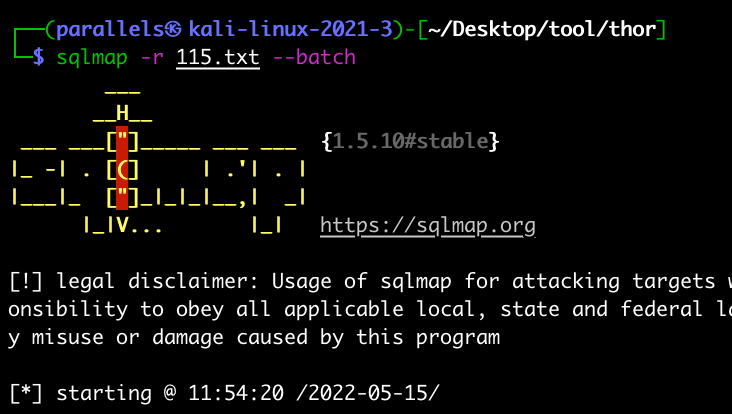 ┌──(parallels㉿kali-linux-2021-3)-[~/Desktop/tool/thor]
└─$ sqlmap -r 115.txt --batch
        ___
       __H__
 ___ ___["]_____ ___ ___  {1.5.10#stable}
|_ -| . [(]     | .'| . |
|___|_  ["]_|_|_|__,|  _|
      |_|V...       |_|   https://sqlmap.org
[!] legal disclaimer: Usage of sqlmap for attacking targets
onsibility to obey all applicable local, state and federal
y misuse or damage caused by this program
[*] starting @ 11:54:20 /2022-05-15/